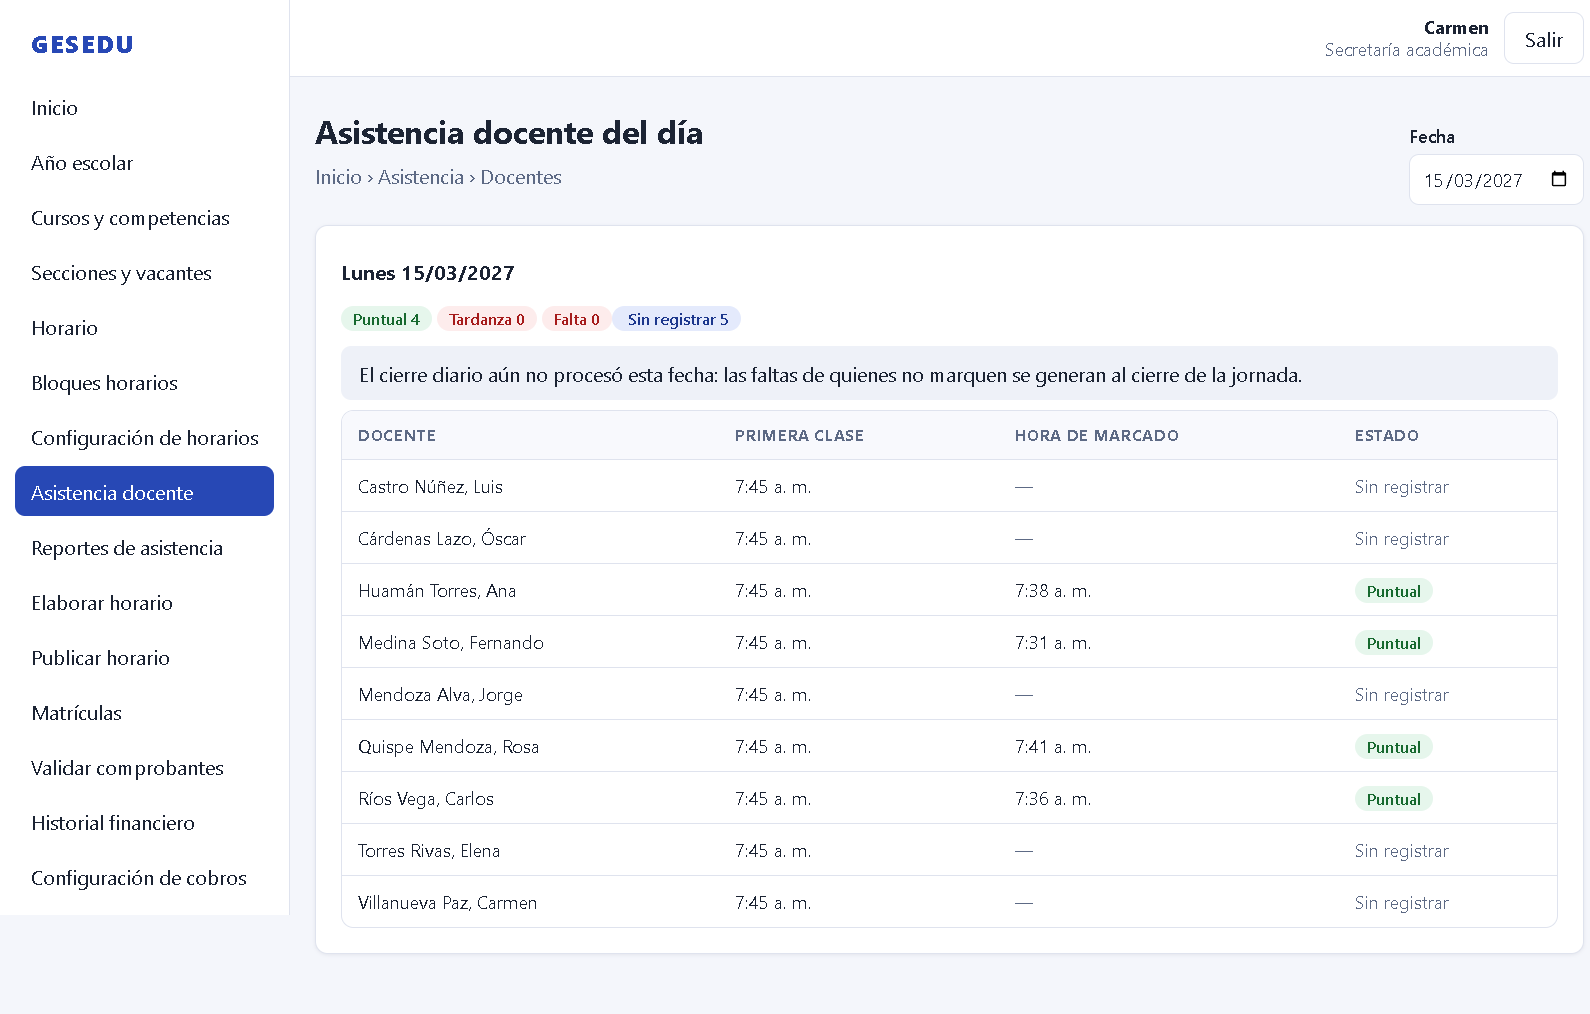 GESEDU
Inicio
Año escolar
Cursos y competencias
Secciones y vacantes
Horario
Bloques horarios
Configuración de horarios
Asistencia docente
Reportes de asistencia
Elaborar horario
Publicar horario
Matrículas
Validar comprobantes
Historial financiero
Configuración de cobros
Carmen
Secretaría académica
Salir
Asistencia docente del día
Inicio › Asistencia › Docentes
Fecha
15/03/2027
Lunes 15/03/2027
Puntual 4 Tardanza 0 Falta 0 Sin registrar 5
El cierre diario aún no procesó esta fecha: las faltas de quienes no marquen se generan al cierre de la jornada.
DOCENTE PRIMERA CLASE HORA DE MARCADO ESTADO
Castro Núñez, Luis 7:45 a. m. — Sin registrar
Cárdenas Lazo, Óscar 7:45 a. m. — Sin registrar
Huamán Torres, Ana 7:45 a. m. 7:38 a. m. Puntual
Medina Soto, Fernando 7:45 a. m. 7:31 a. m. Puntual
Mendoza Alva, Jorge 7:45 a. m. — Sin registrar
Quispe Mendoza, Rosa 7:45 a. m. 7:41 a. m. Puntual
Ríos Vega, Carlos 7:45 a. m. 7:36 a. m. Puntual
Torres Rivas, Elena 7:45 a. m. — Sin registrar
Villanueva Paz, Carmen 7:45 a. m. — Sin registrar